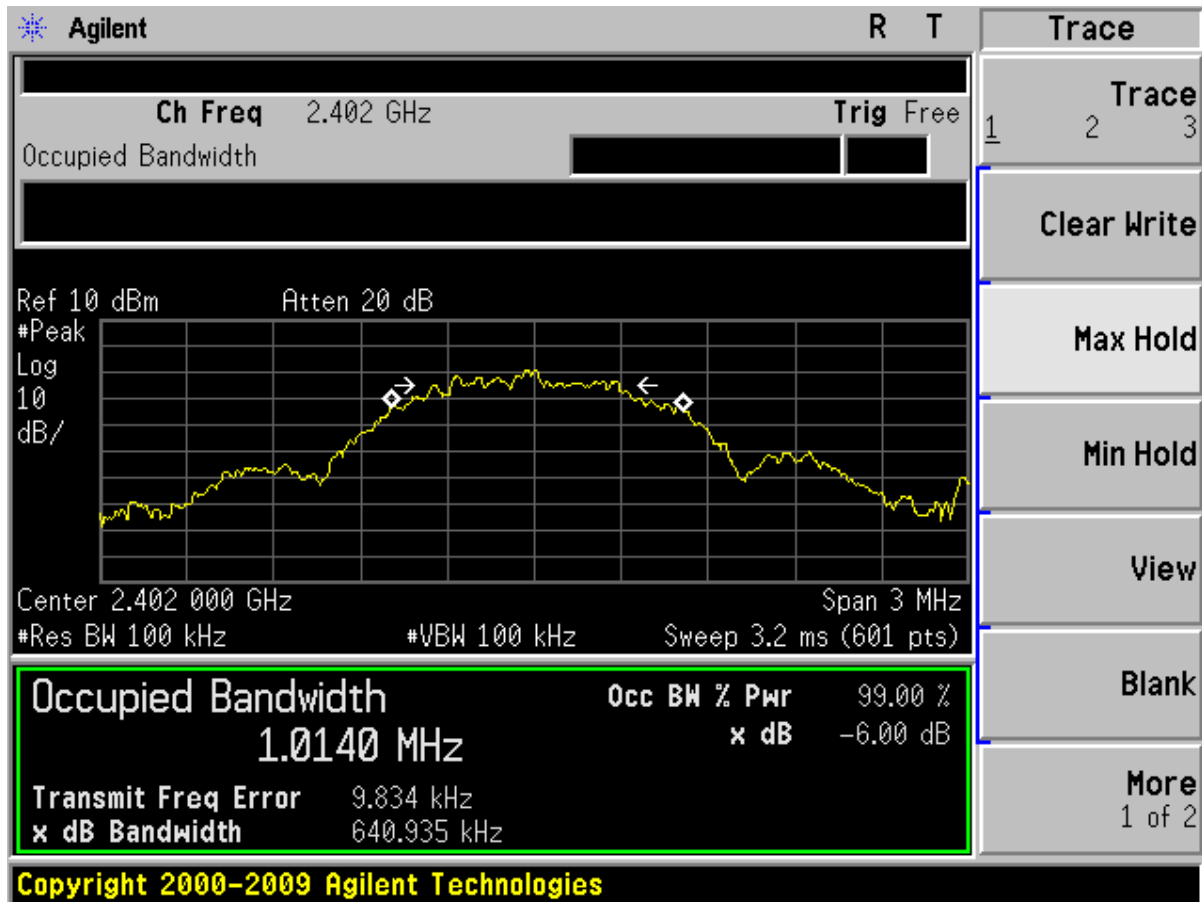 Agilent R T
Trace
Ch Freq 2.402 GHz Trig Free
Occupied Bandwidth
Trace
1 2 3
Clear Write
Max Hold
Min Hold
View
Blank
More
1 of 2
Ref 10 dBm Atten 20 dB
#Peak
Log
10
dB/
Center 2.402 000 GHz Span 3 MHz
#Res BW 100 kHz #VBW 100 kHz Sweep 3.2 ms (601 pts)
Occupied Bandwidth Occ BW % Pwr 99.00 %
1.0140 MHz x dB -6.00 dB
Transmit Freq Error 9.834 kHz
x dB Bandwidth 640.935 kHz
Copyright 2000-2009 Agilent Technologies